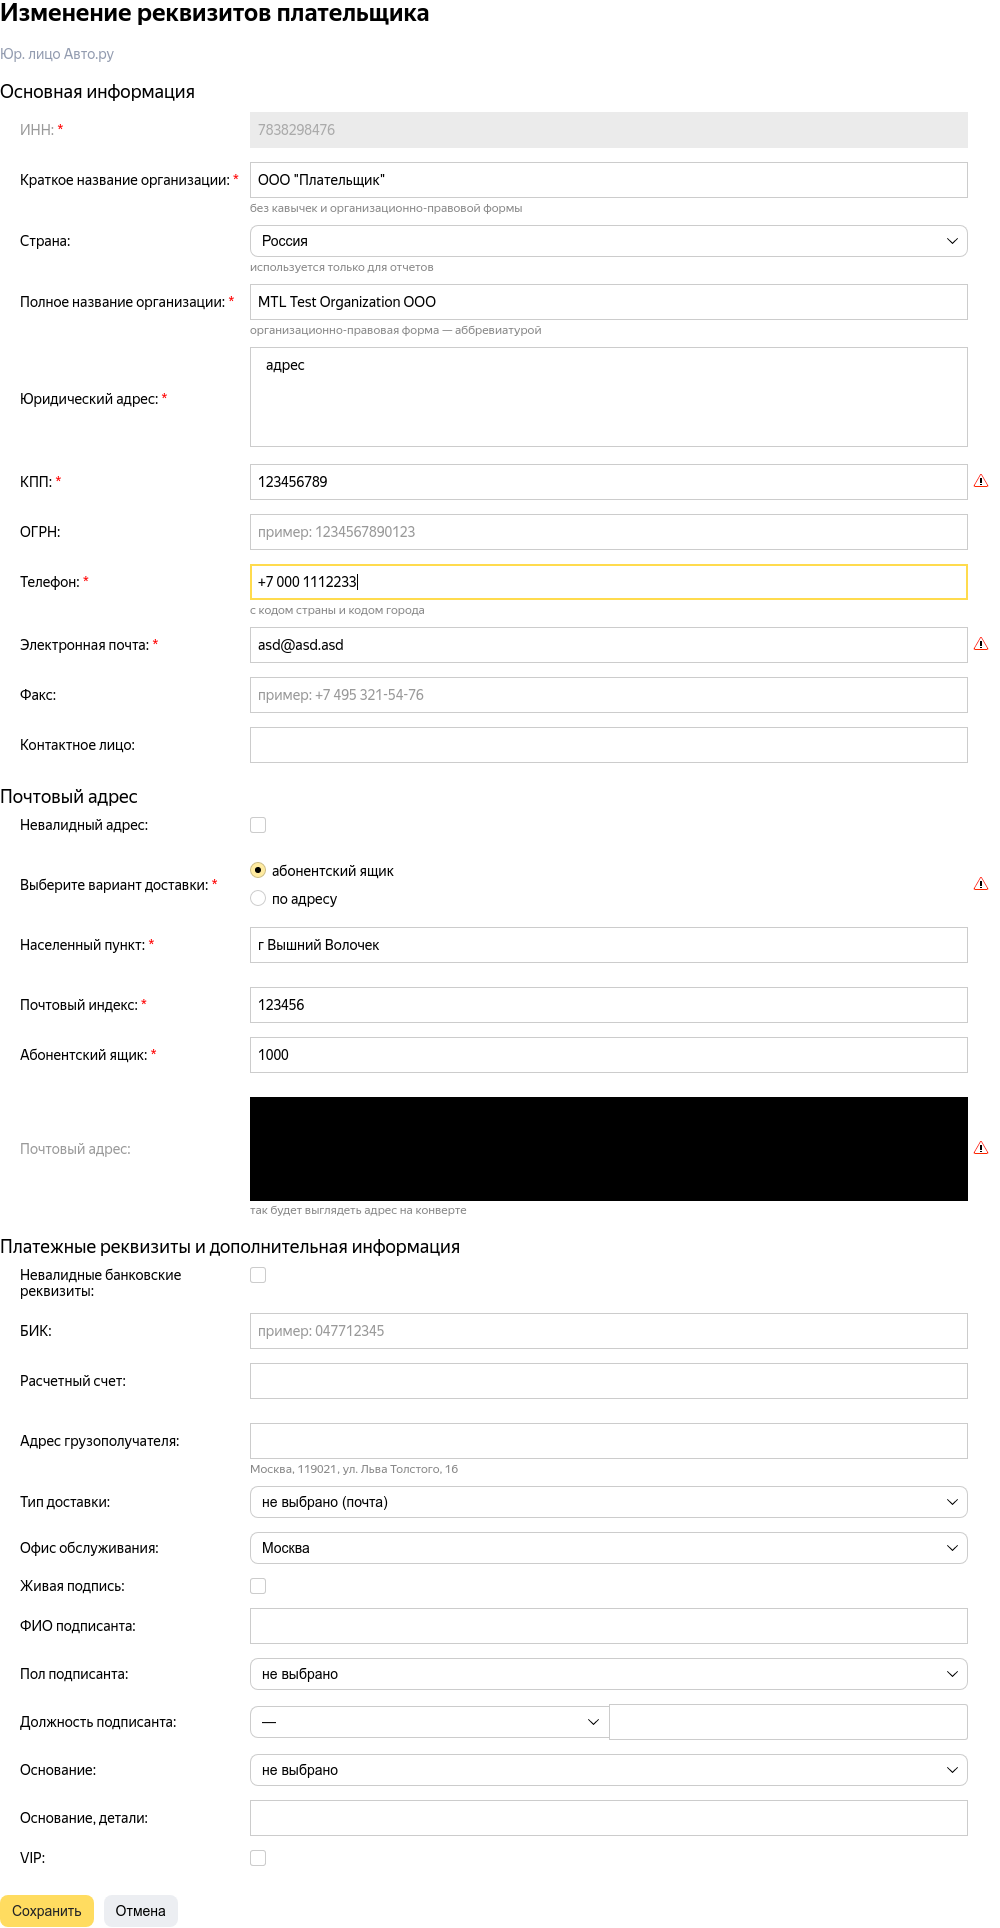 Изменение реквизитов плательщика
Юр. лицо Авто.ру
Основная информация
ИНН: * 7838298476
Краткое название организации: * ООО "Плательщик"
без кавычек и организационно-правовой формы
Страна: Россия
используется только для отчетов
Полное название организации: * MTL Test Organization ООО
организационно-правовая форма — аббревиатурой
адрес
Юридический адрес: *
КПП: * 123456789
ОГРН: пример: 1234567890123
Телефон: * +7 000 1112233
с кодом страны и кодом города
Электронная почта: * asd@asd.asd
Факс: пример: +7 495 321-54-76
Контактное лицо:
Почтовый адрес
Невалидный адрес:
абонентский ящик
Выберите вариант доставки: *
по адресу
Населенный пункт: * г Вышний Волочек
Почтовый индекс: * 123456
Абонентский ящик: * 1000
Почтовый адрес:
так будет выглядеть адрес на конверте
Платежные реквизиты и дополнительная информация
Невалидные банковские
реквизиты:
БИК: пример: 047712345
Расчетный счет:
Адрес грузополучателя:
Москва, 119021, ул. Льва Толстого, 16
Тип доставки: не выбрано (почта)
Офис обслуживания: Москва
Живая подпись:
ФИО подписанта:
Пол подписанта: не выбрано
Должность подписанта: —
Основание: не выбрано
Основание, детали:
VIP:
Сохранить Отмена